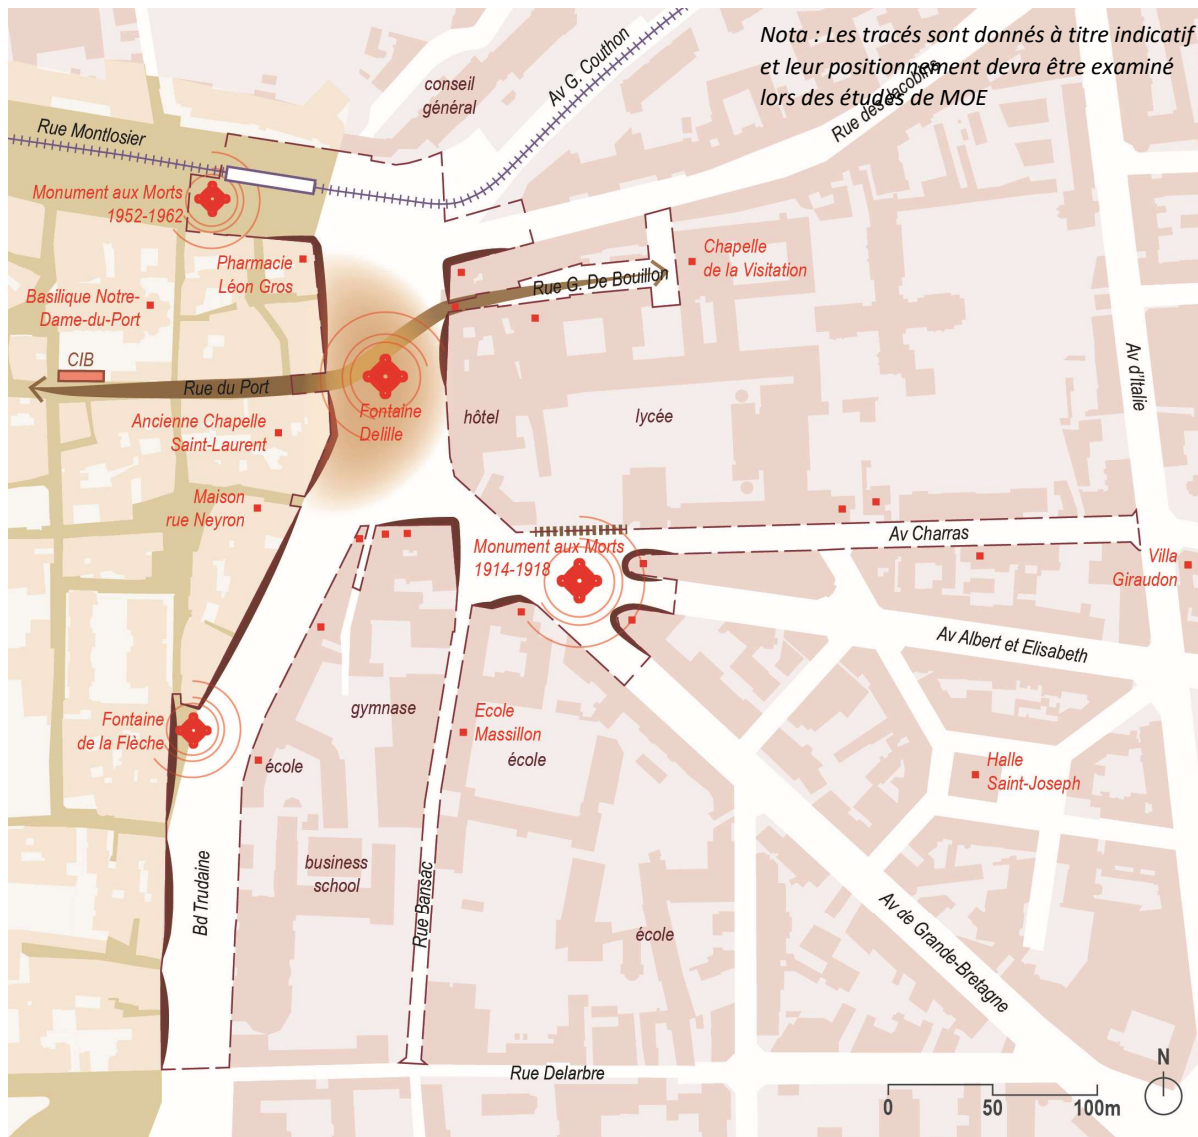 Nota : Les tracés sont donnés à titre indicatif
et leur positionnement devra être examiné
lors des études de MOE
conseil
général
Av G. Couthon
Rue des Jacobins
Rue Montlosier
Monument aux Morts
1952-1962
Pharmacie
Léon Gros
Basilique Notre-
Dame-du-Port
Rue G. De Bouillon
Chapelle
de la Visitation
CIB
Rue du Port
Av d'Italie
Fontaine
Delille
hôtel
lycée
Ancienne Chapelle
Saint-Laurent
Maison
rue Neyron
Monument aux Morts
1914-1918
Av Charras
Villa
Giraudon
Av Albert et Elisabeth
Fontaine
de la Flèche
gymnase
Ecole
Massillon
école
école
Halle
Saint-Joseph
business
school
Bd Trudaine
Rue Bansac
école
Av de Grande-Bretagne
Rue Delarbre
N
0 50 100m